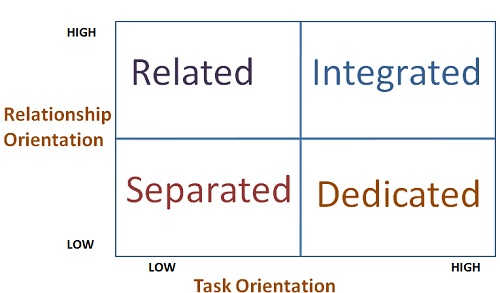 HIGH
Related
Integrated
Relationship
Orientation
Separated
Dedicated
LOW
LOW
HIGH
Task Orientation